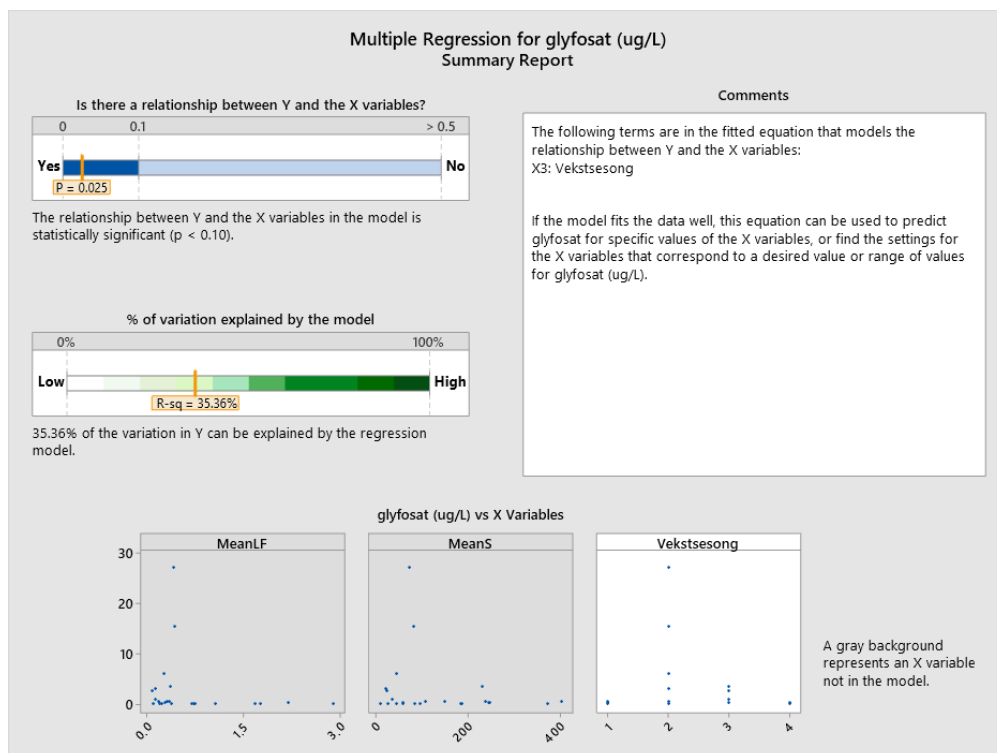 Multiple Regression for glyfosat (ug/L)
Summary Report
Is there a relationship between Y and the X variables?
0 0.1 > 0.5
Yes No
P = 0.025
The relationship between Y and the X variables in the model is
statistically significant (p < 0.10).
% of variation explained by the model
0% 100%
Low High
R-sq = 35.36%
35.36% of the variation in Y can be explained by the regression
model.
Comments
The following terms are in the fitted equation that models the
relationship between Y and the X variables:
X3: Vekstsesong
If the model fits the data well, this equation can be used to predict
glyfosat for specific values of the X variables, or find the settings for
the X variables that correspond to a desired value or range of values
for glyfosat (ug/L).
glyfosat (ug/L) vs X Variables
MeanLF MeanS Vekstsesong
30
20
10
0
0.0 1.5 3.0 0 200 400 1 2 3 4
A gray background
represents an X variable
not in the model.